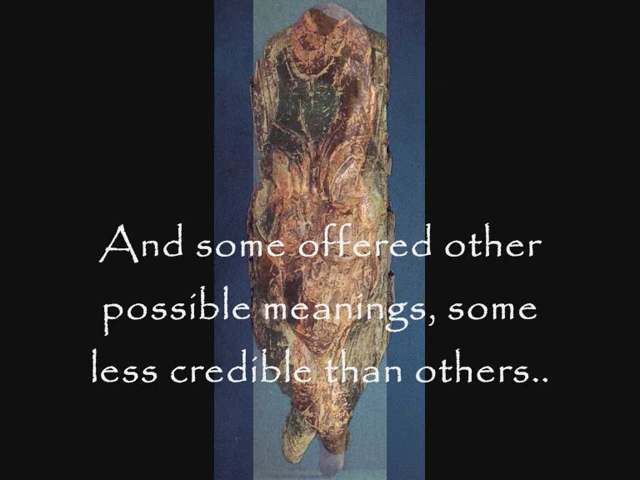 And some offered other
possible meanings, some
less credible than others..